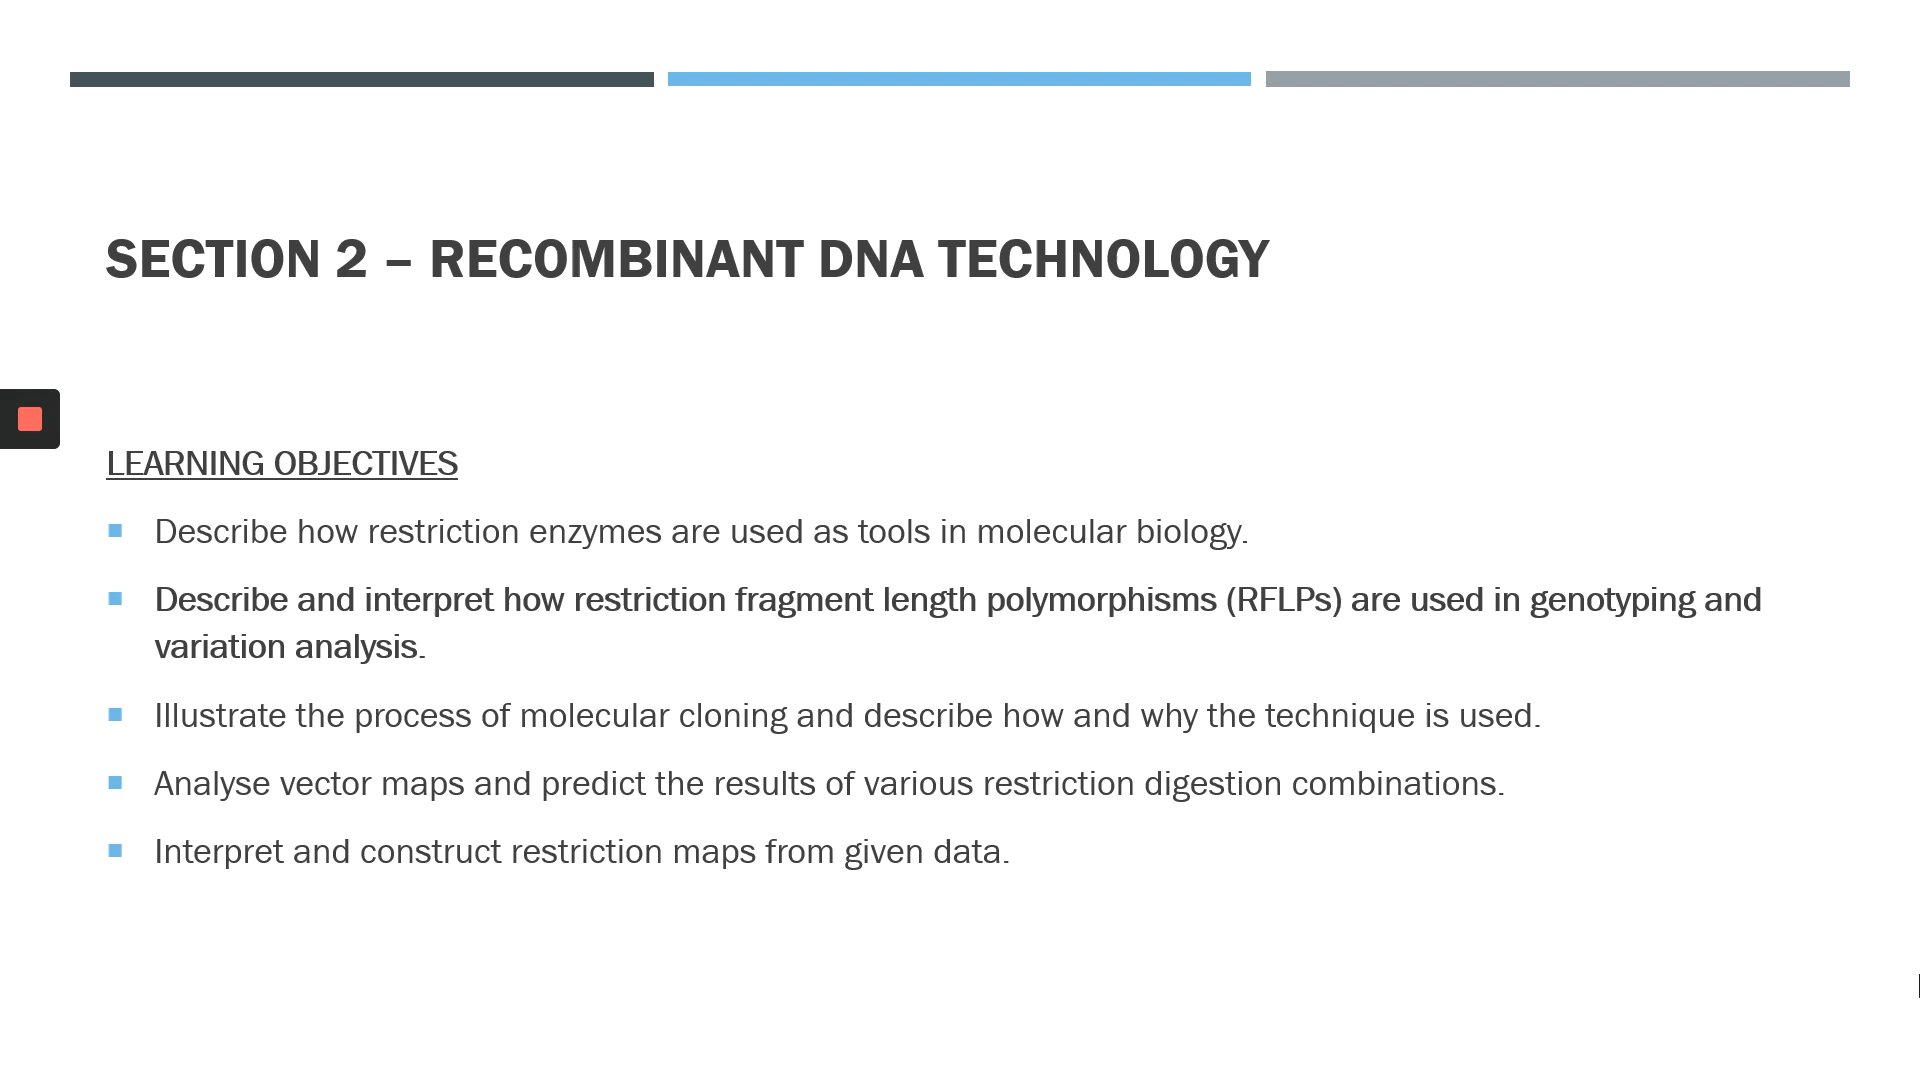 SECTION 2 – RECOMBINANT DNA TECHNOLOGY
LEARNING OBJECTIVES
Describe how restriction enzymes are used as tools in molecular biology.
Describe and interpret how restriction fragment length polymorphisms (RFLPs) are used in genotyping and
variation analysis.
Illustrate the process of molecular cloning and describe how and why the technique is used.
Analyse vector maps and predict the results of various restriction digestion combinations.
Interpret and construct restriction maps from given data.